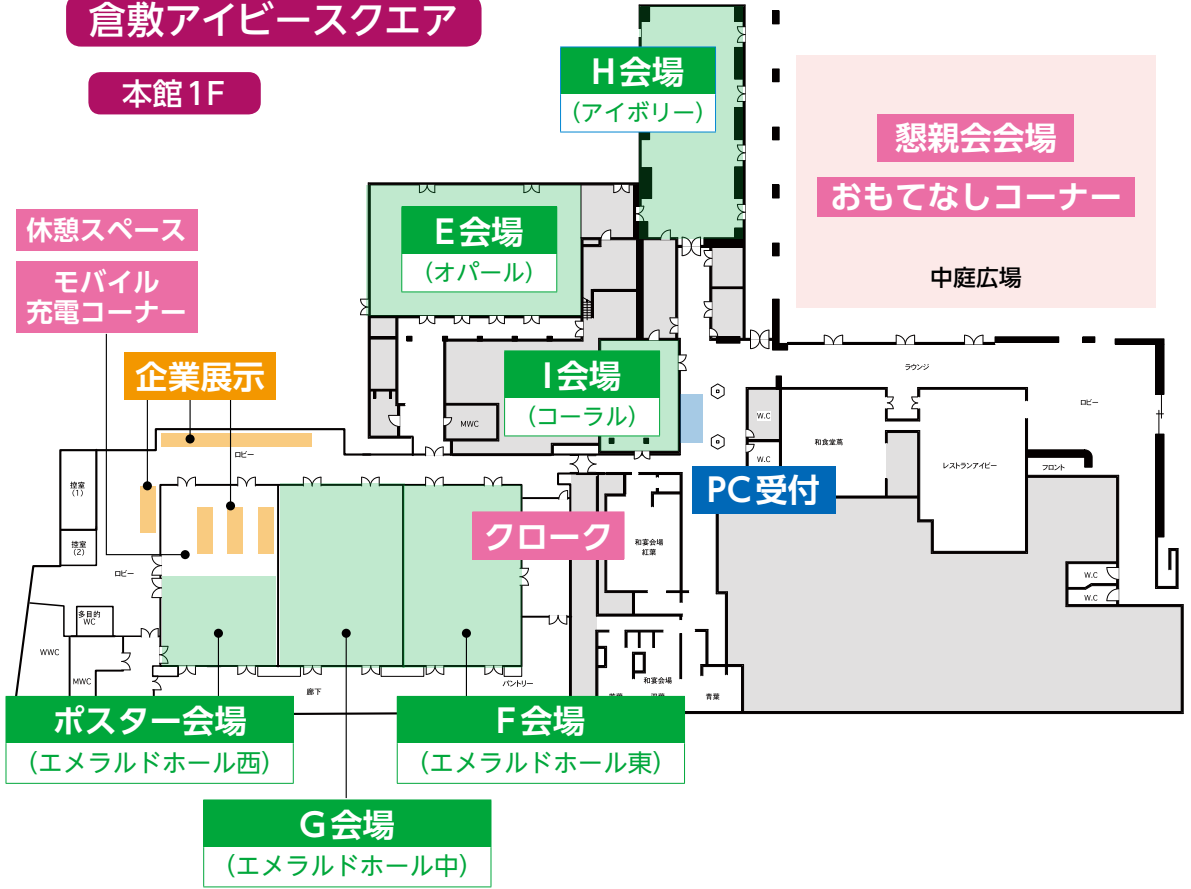 倉敷アイビースクエア
本館1F
H会場
（アイボリー）
懇親会会場
おもてなしコーナー
中庭広場
E会場
（オパール）
休憩スペース
モバイル
充電コーナー
企業展示
I会場
（コーラル）
MWC
ラウンジ
W.C
W.C
和食堂蔦
レストランアイビー
ロビー
フロント
PC受付
ロビー
控室
(1)
控室
(2)
ロビー
クローク
和宴会場
紅葉
W.C
W.C
多目的
WC
WWC
MWC
廊下
パントリー
和宴会場
青葉
ポスター会場
（エメラルドホール西）
F会場
（エメラルドホール東）
G会場
（エメラルドホール中）